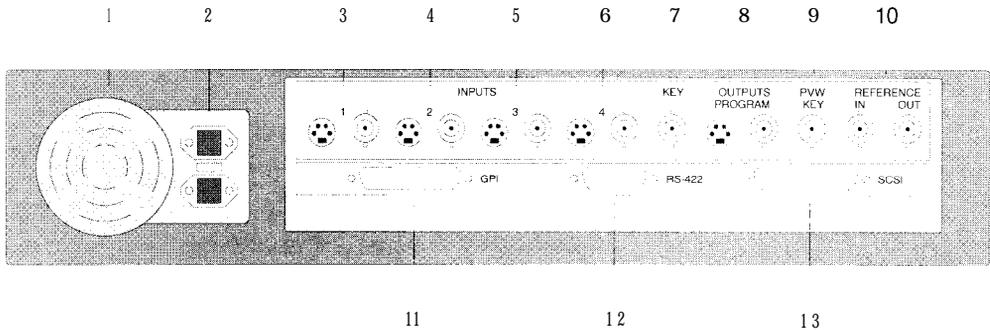 1 2 3 4 5 6 7 8 9 10
INPUTS KEY OUTPUTS PVW REFERENCE
PROGRAM KEY IN OUT
1 2 3 4
GPI RS-422 SCSI
11 12 13